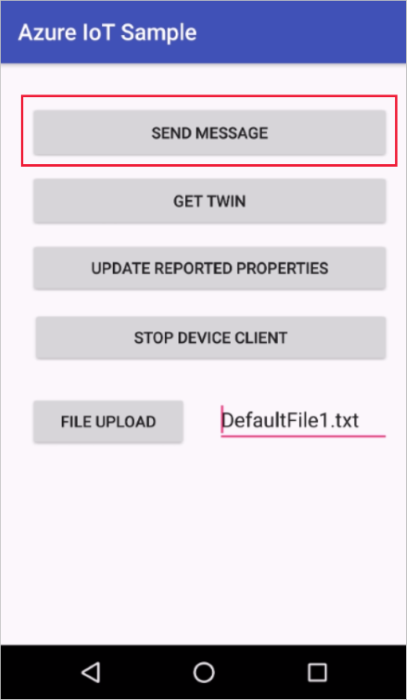 Azure IoT Sample
SEND MESSAGE
GET TWIN
UPDATE REPORTED PROPERTIES
STOP DEVICE CLIENT
FILE UPLOAD DefaultFile1.txt